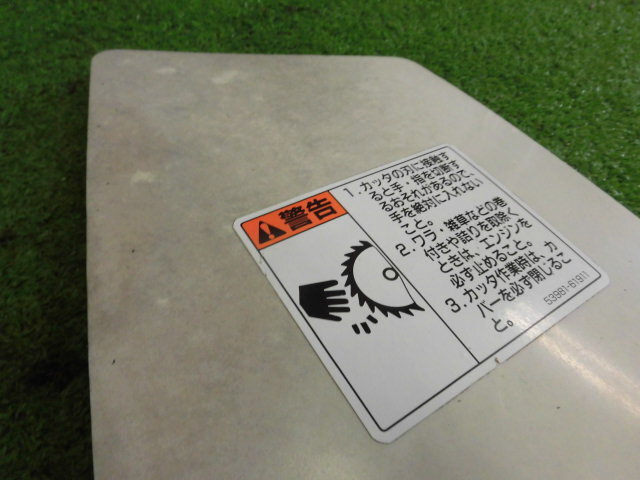 警告
1. カッタの刃に接触す
ると手・指を切断す
るおそれがあるので、
手を絶対に入れない
こと。
2. ワラ・雑草などの巻
付きや詰りを取除く
ときは、エンジンを
必ず止めること。
3. カッタ作業時は、カ
バーを必ず閉じるこ
と。
53981-61911